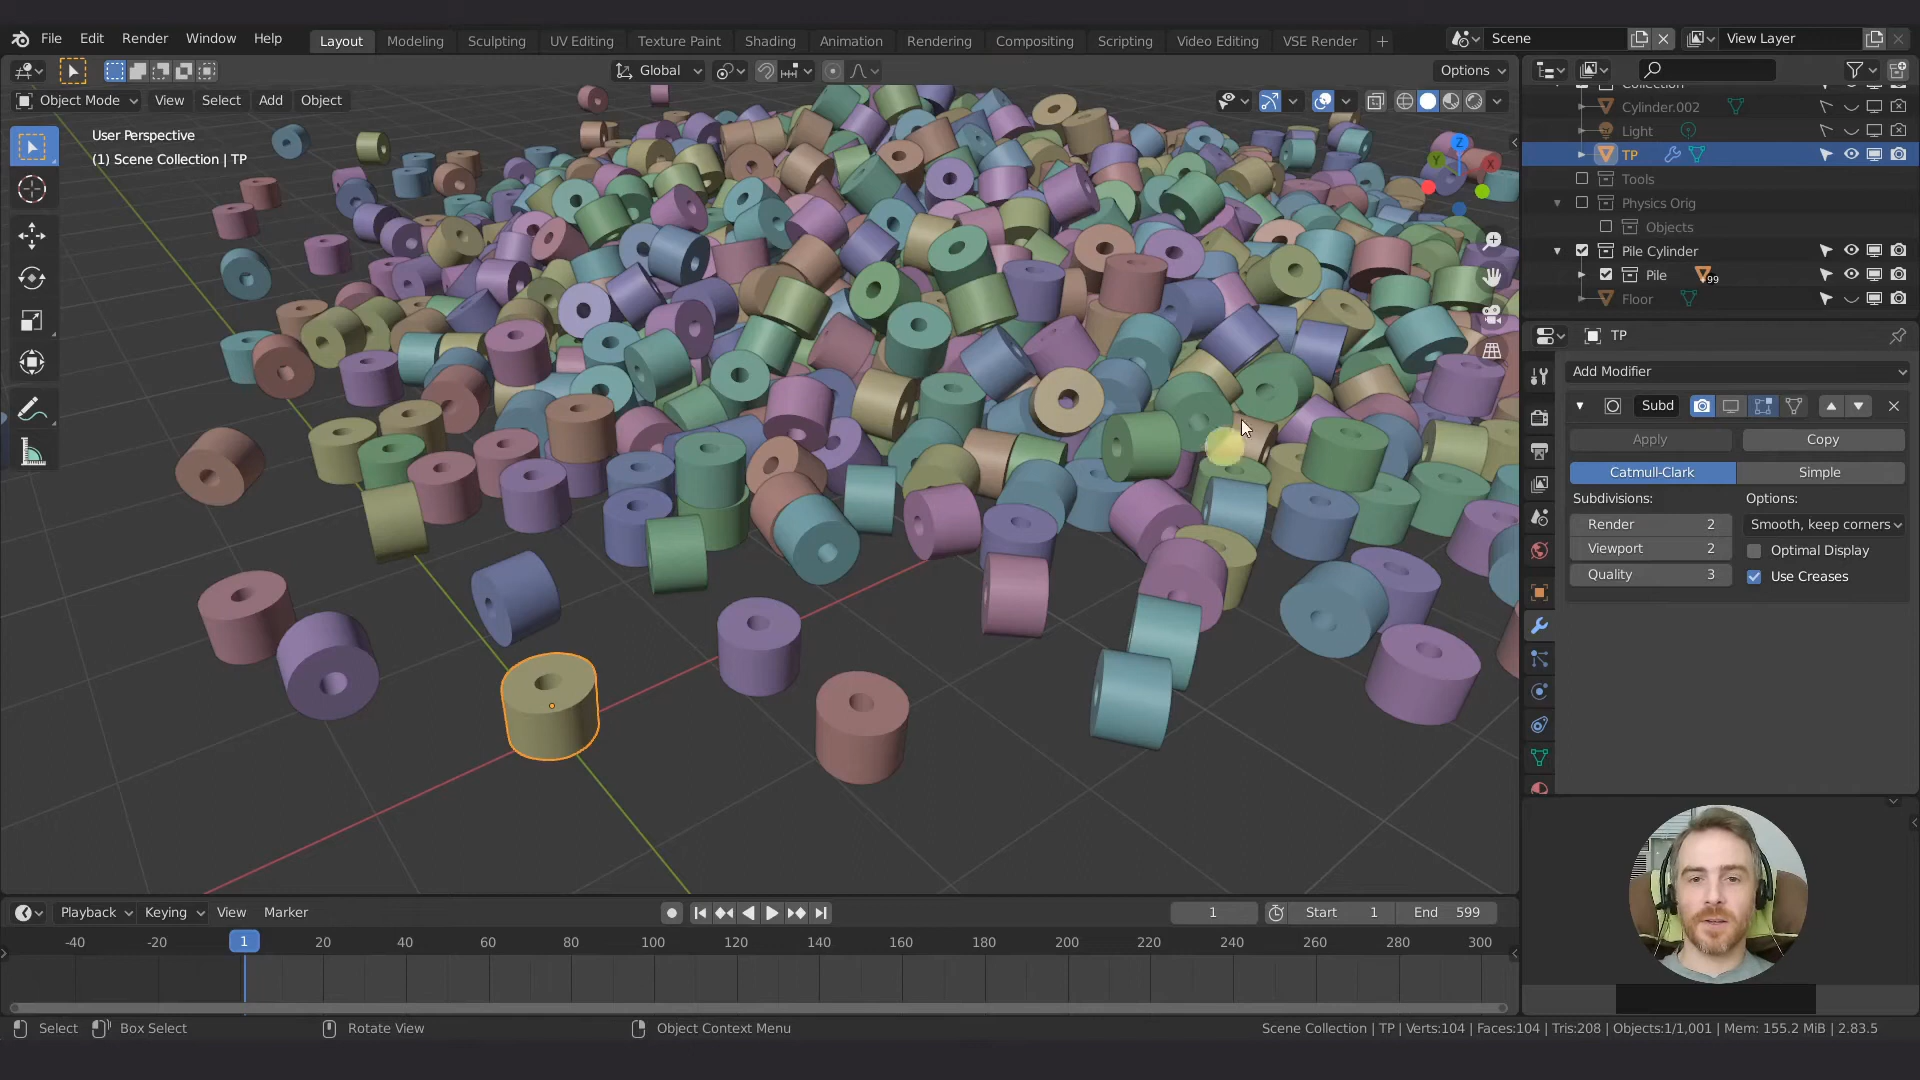 File Edit Render Window Help Layout Modeling Sculpting UV Editing Texture Paint Shading Animation Rendering Compositing Scripting Video Editing VSE Render + Scene View Layer
Global Options
Object Mode View Select Add Object
User Perspective
(1) Scene Collection | TP
Z
Y
X
Collection
Cylinder.002
Light
TP
Tools
Physics Orig
Objects
Pile Cylinder
Pile 99
Floor
TP
Add Modifier
Subd
Apply Copy
Catmull-Clark Simple
Subdivisions: Options:
Render 2 Smooth, keep corners
Viewport 2 Optimal Display
Quality 3 Use Creases
Playback Keying View Marker 1 Start 1 End 599
-40 -20 1 20 40 60 80 100 120 140 160 180 200 220 240 260 280 300
Select Box Select Rotate View Object Context Menu Scene Collection | TP | Verts:104 | Faces:104 | Tris:208 | Objects:1/1,001 | Mem: 155.2 MiB | 2.83.5